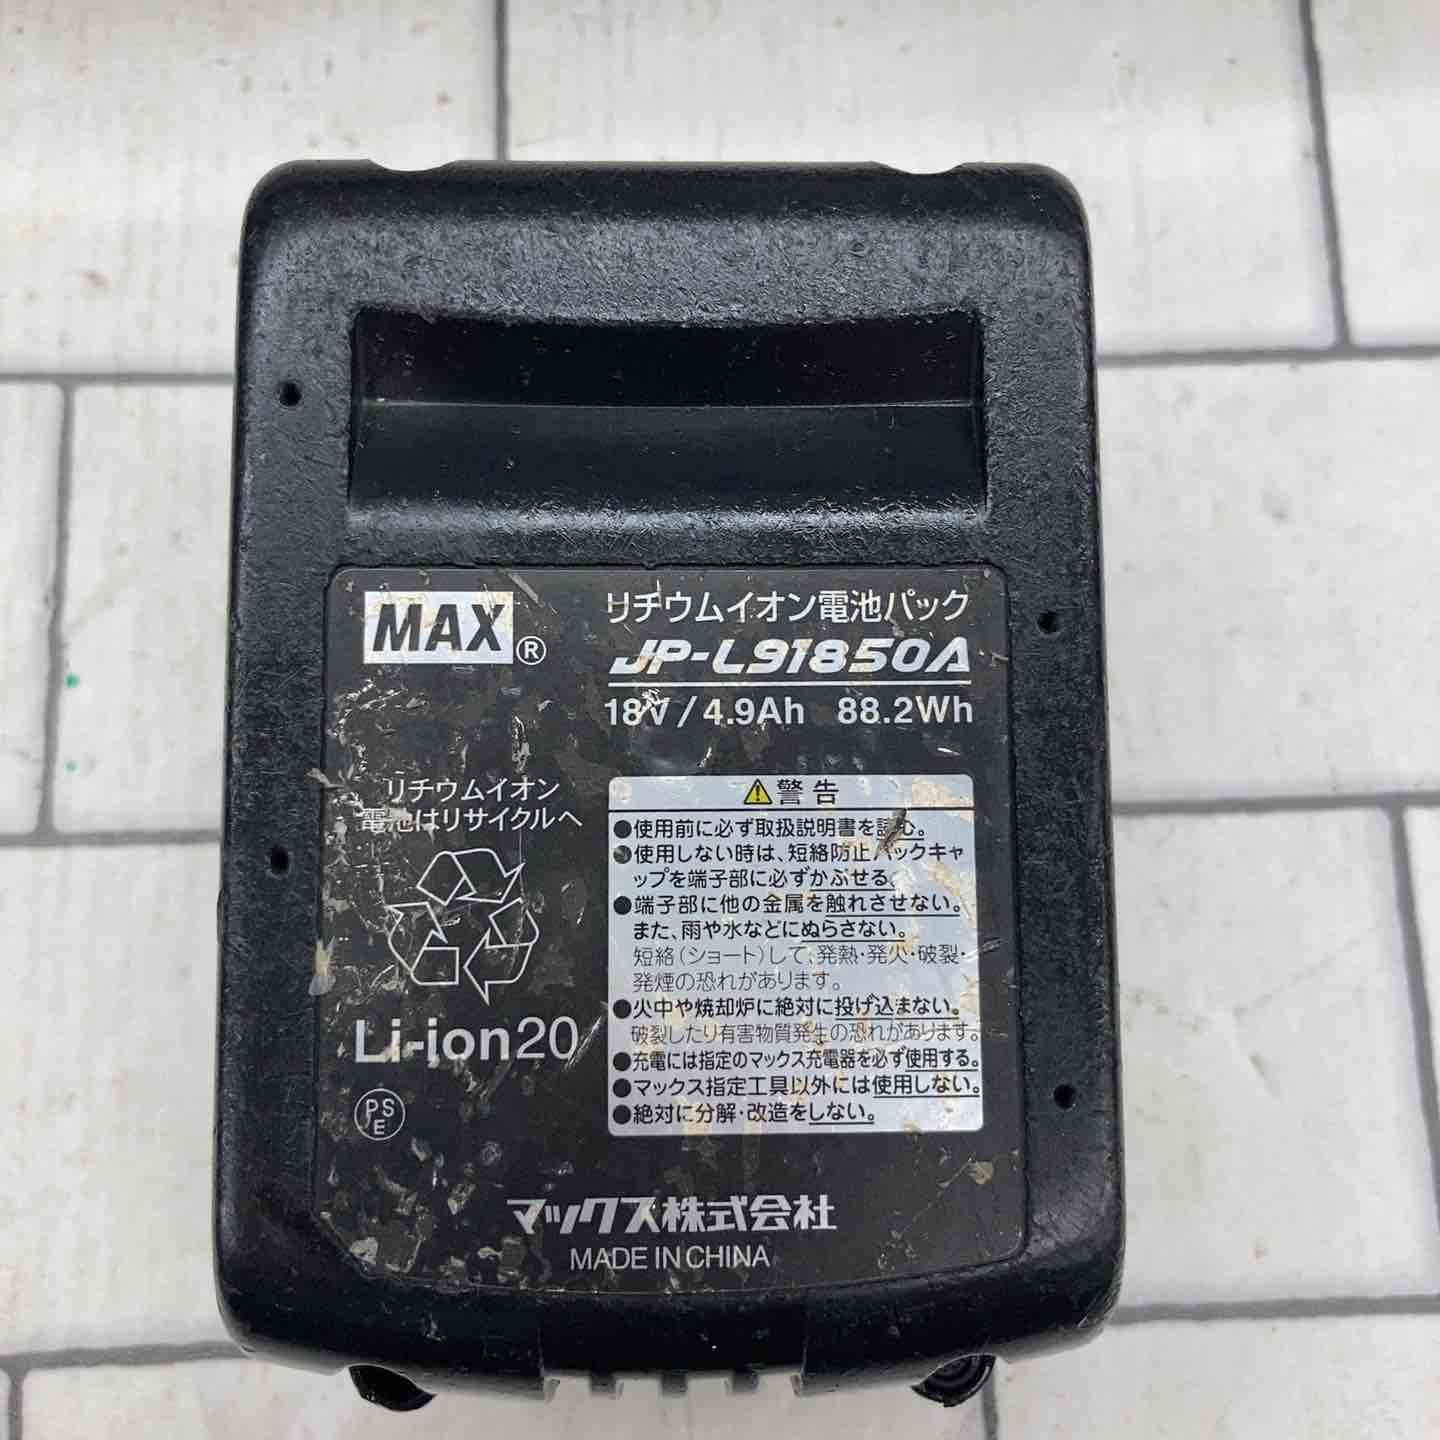 MAX®
リチウムイオン電池パック
JP-L91850A
18V/4.9Ah 88.2Wh
リチウムイオン
電池はリサイクルへ
Li-ion20
PS
E
警告
●使用前に必ず取扱説明書を読む。
●使用しない時は、短絡防止パックキャ
ップを端子部に必ずかぶせる。
●端子部に他の金属を触れさせない。
また、雨や水などにぬらさない。
短絡(ショート)して、発熱・発火・破裂・
発煙の恐れがあります。
●火中や焼却炉に絶対に投げ込まない。
破裂したり有害物質発生の恐れがあります。
●充電には指定のマックス充電器を必ず使用する。
●マックス指定工具以外には使用しない。
●絶対に分解・改造をしない。
マックス株式会社
MADE IN CHINA